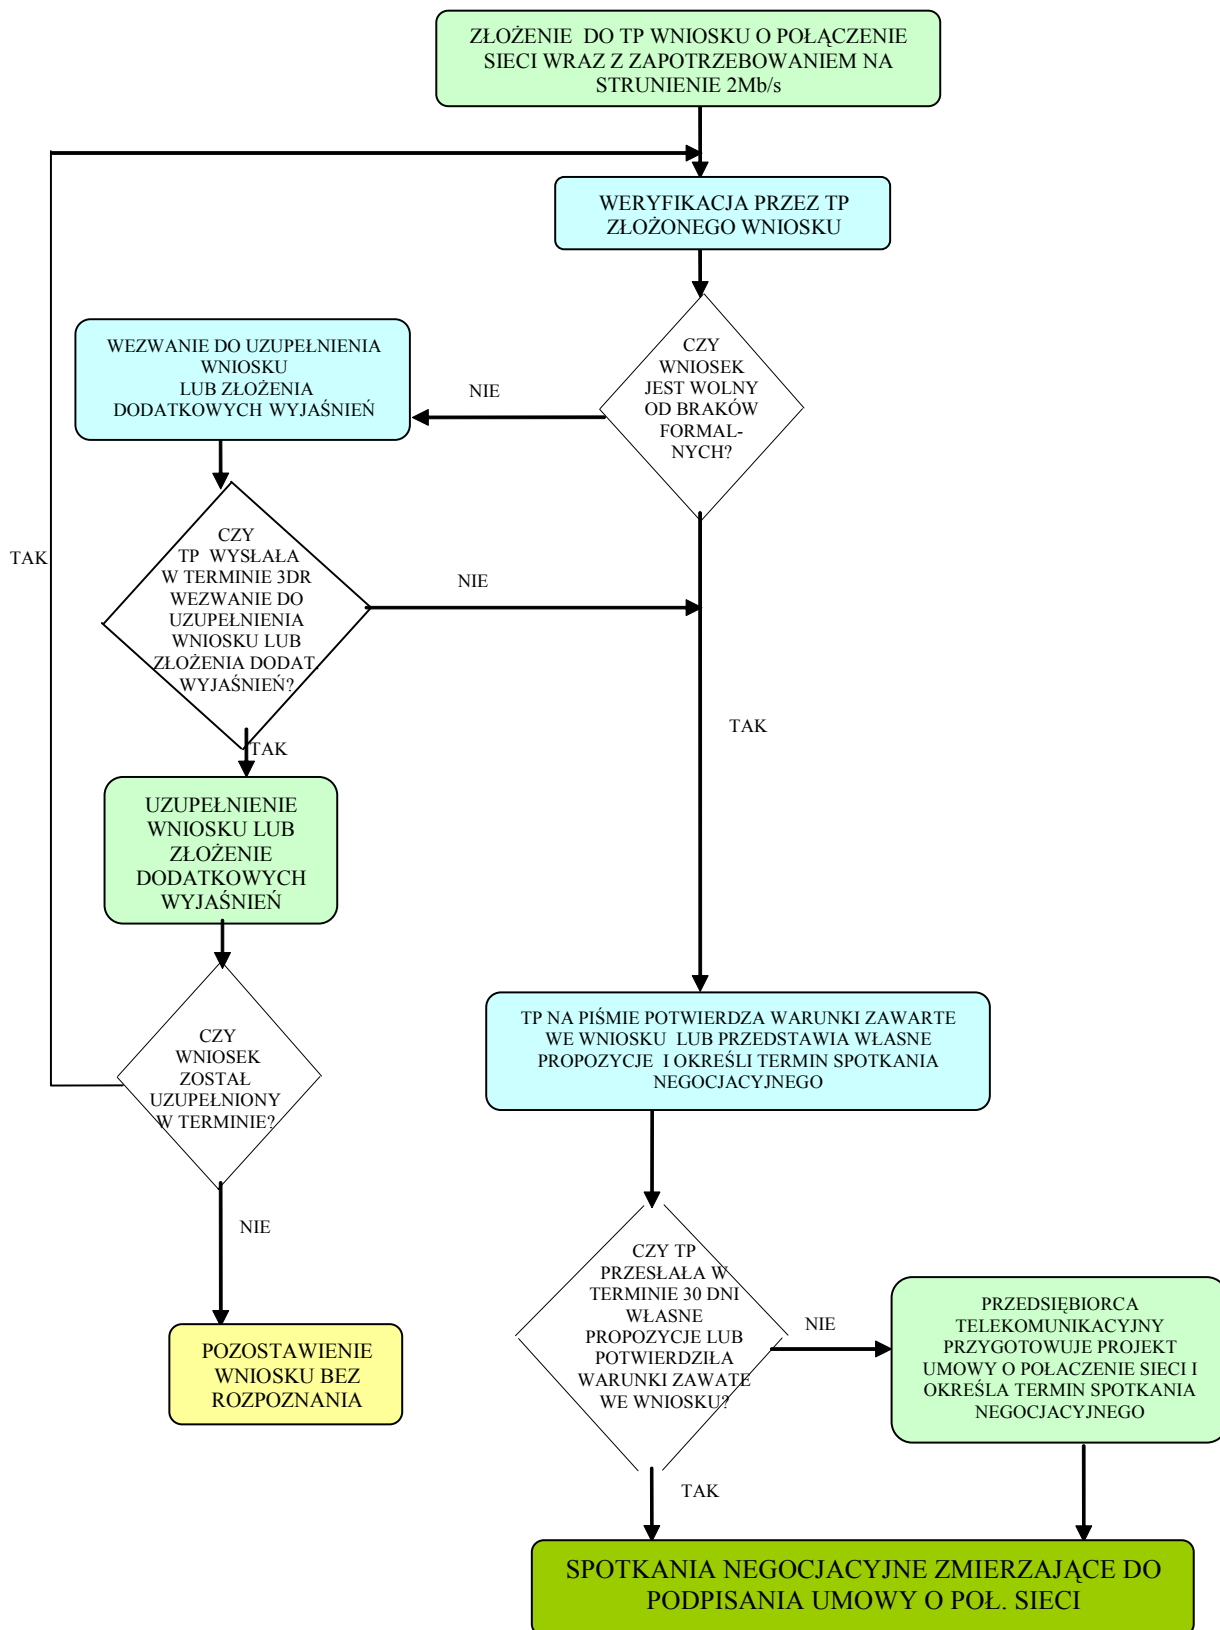 ZŁOŻENIE DO TP WNIOSKU O POŁĄCZENIE
SIECI WRAZ Z ZAPOTRZEBOWANIEM NA
STRUNIENIE 2Mb/s
WERYFIKACJA PRZEZ TP
ZŁOŻONEGO WNIOSKU
CZY
WNIOSEK
JEST WOLNY
OD BRAKÓW
FORMAL-
NYCH?
NIE
WEZWANIE DO UZUPEŁNIENIA
WNIOSKU
LUB ZŁOŻENIA
DODATKOWYCH WYJAŚNIEŃ
CZY
TP WYSŁAŁA
W TERMINIE 3DR
WEZWANIE DO
UZUPEŁNIENIA
WNIOSKU LUB
ZŁOŻENIA DODAT.
WYJAŚNIEŃ?
NIE
TAK
TAK
TAK
UZUPEŁNIENIE
WNIOSKU LUB
ZŁOŻENIE
DODATKOWYCH
WYJAŚNIEŃ
CZY
WNIOSEK
ZOSTAŁ
UZUPEŁNIONY
W TERMINIE?
NIE
POZOSTAWIENIE
WNIOSKU BEZ
ROZPOZNANIA
TP NA PIŚMIE POTWIERDZA WARUNKI ZAWARTE
WE WNIOSKU LUB PRZEDSTAWIA WŁASNE
PROPOZYCJE I OKREŚLI TERMIN SPOTKANIA
NEGOCJACYJNEGO
CZY TP
PRZESŁAŁA W
TERMINIE 30 DNI
WŁASNE
PROPOZYCJE LUB
POTWIERDZIŁA
WARUNKI ZAWATE
WE WNIOSKU?
NIE
PRZEDSIĘBIORCA
TELEKOMUNIKACYJNY
PRZYGOTOWUJE PROJEKT
UMOWY O POŁACZENIE SIECI I
OKREŚLA TERMIN SPOTKANIA
NEGOCJACYJNEGO
TAK
SPOTKANIA NEGOCJACYJNE ZMIERZAJĄCE DO
PODPISANIA UMOWY O POŁ. SIECI